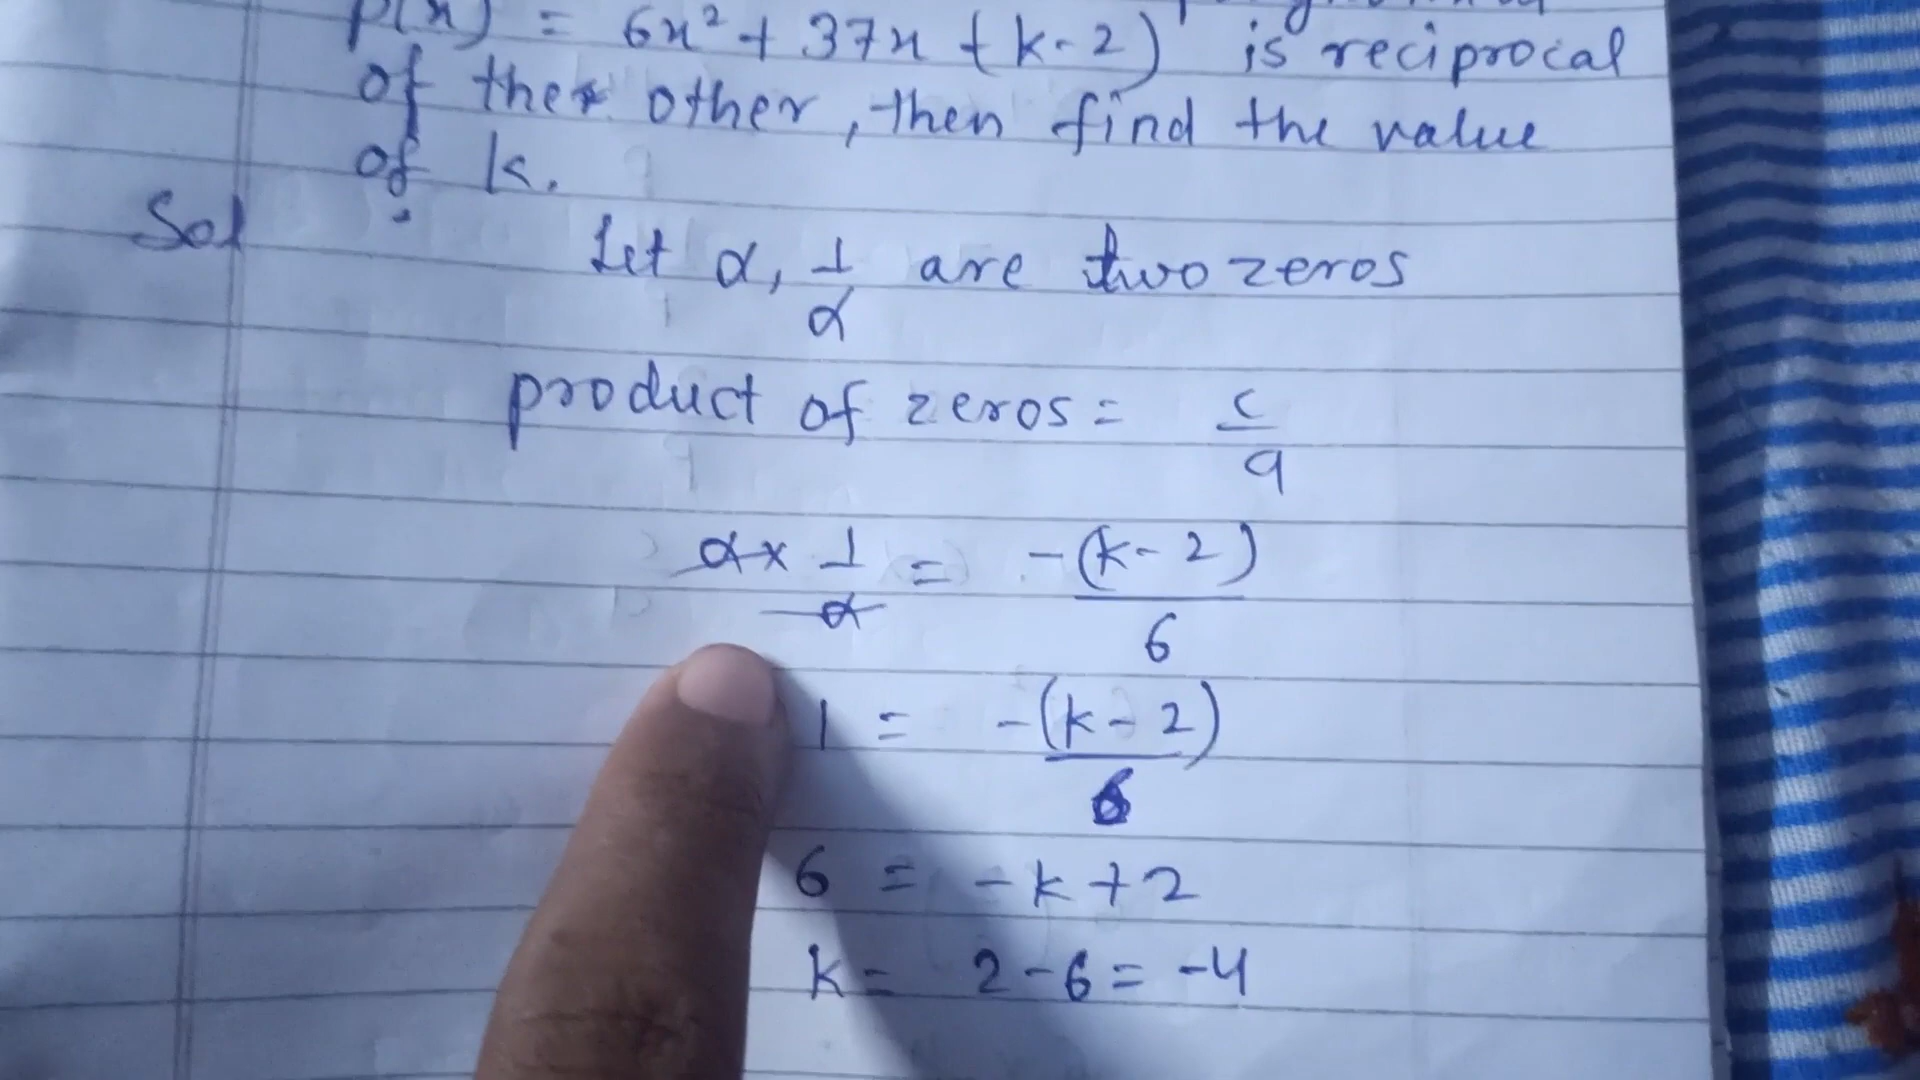 p(x) = 6x² + 37x + (k-2) is reciprocal
of the other, then find the value
of k.
Sol : Let α, 1/α are two zeros
product of zeros = c/a
α × 1/α = -(k-2)/6
1 = -(k-2)/6
6 = -k+2
k = 2-6 = -4